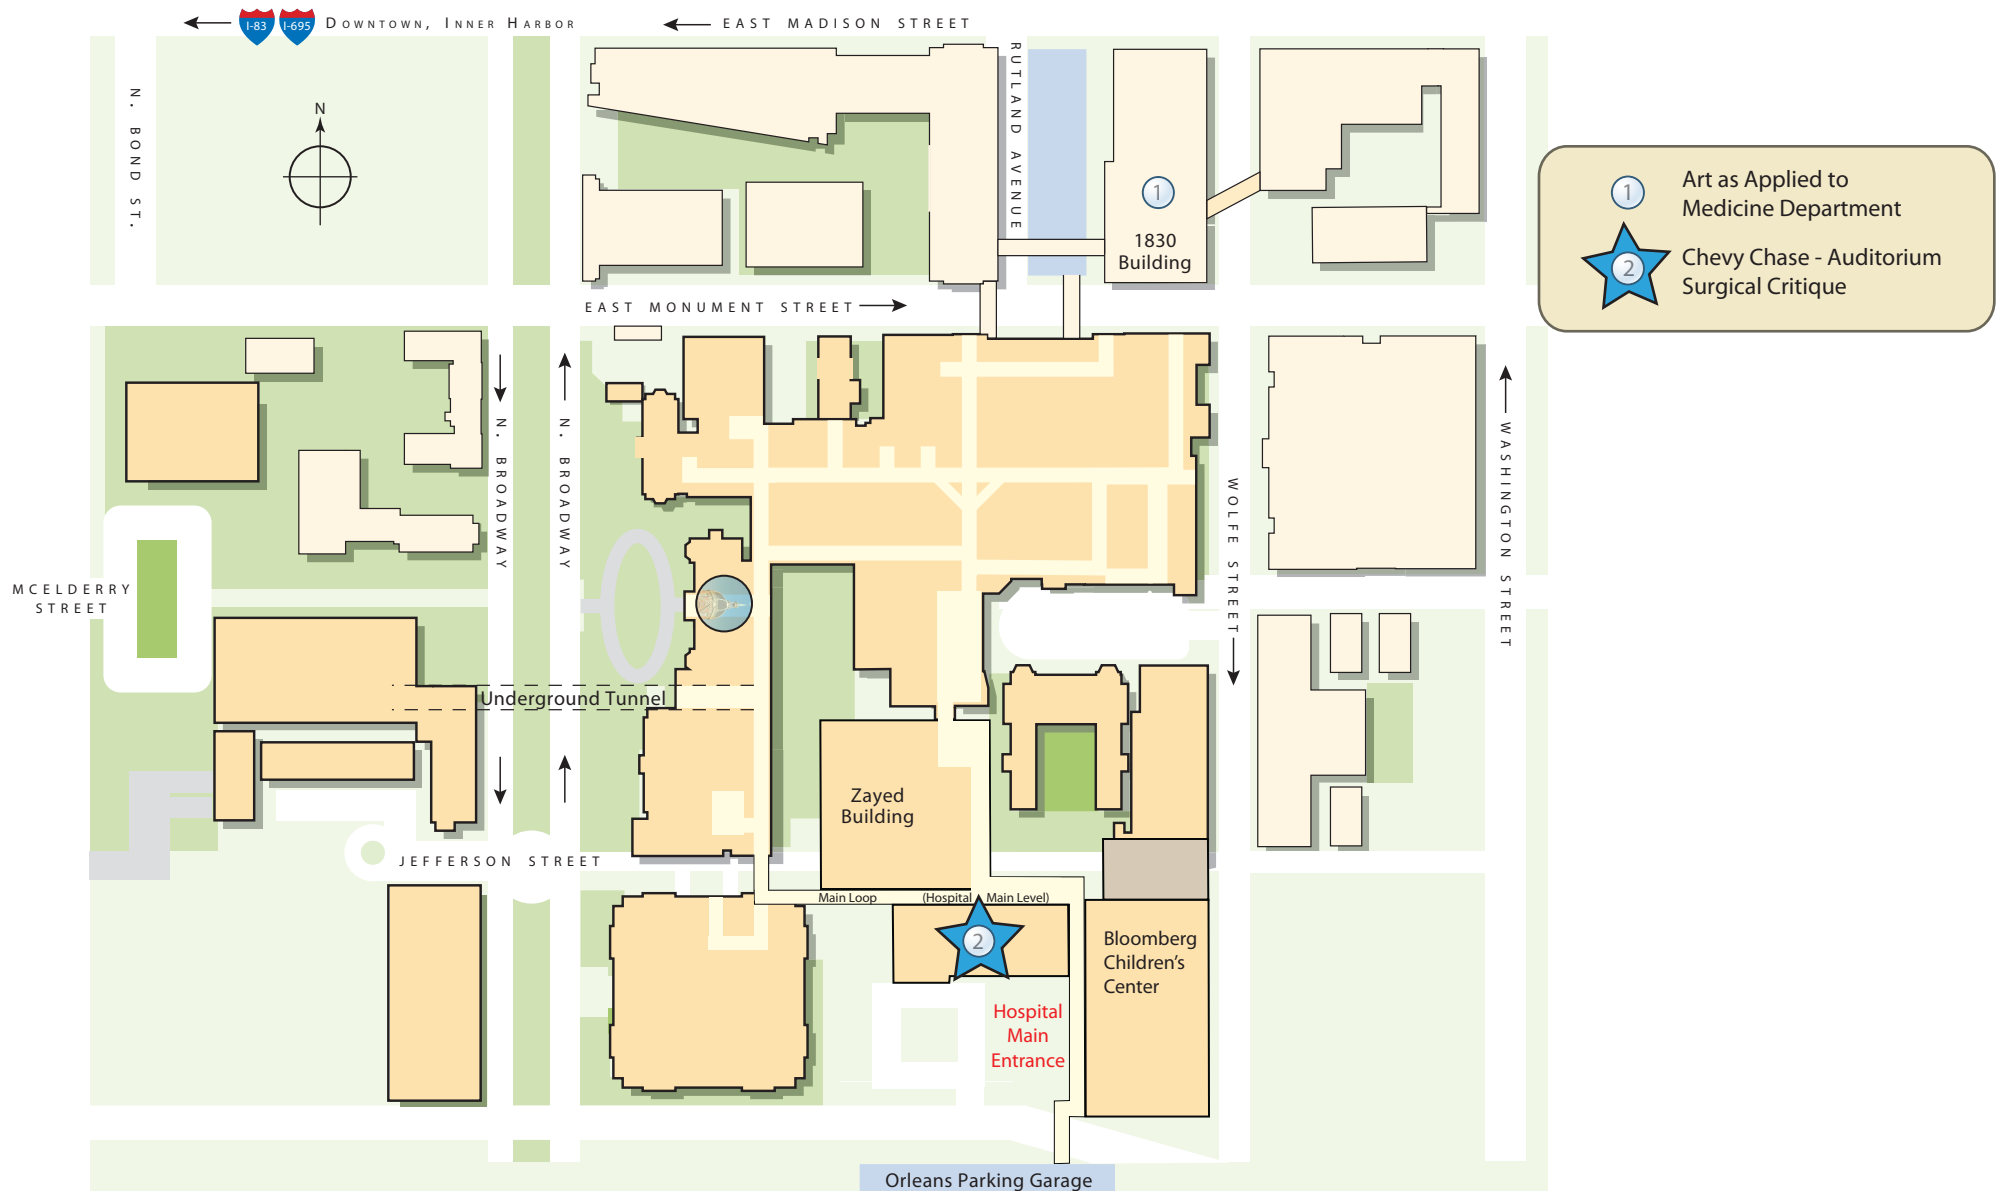 I-83
I-695
Downtown, Inner Harbor
EAST MADISON STREET
N. BOND ST.
N
RUTLAND AVENUE
1
1830
Building
1
Art as Applied to
Medicine Department
2
Chevy Chase - Auditorium
Surgical Critique
EAST MONUMENT STREET
N. BROADWAY
N. BROADWAY
WOLFE STREET
WASHINGTON STREET
MCELDERRY
STREET
Underground Tunnel
Zayed
Building
JEFFERSON STREET
Main Loop
(Hospital Main Level)
2
Bloomberg
Children's
Center
Hospital
Main
Entrance
Orleans Parking Garage